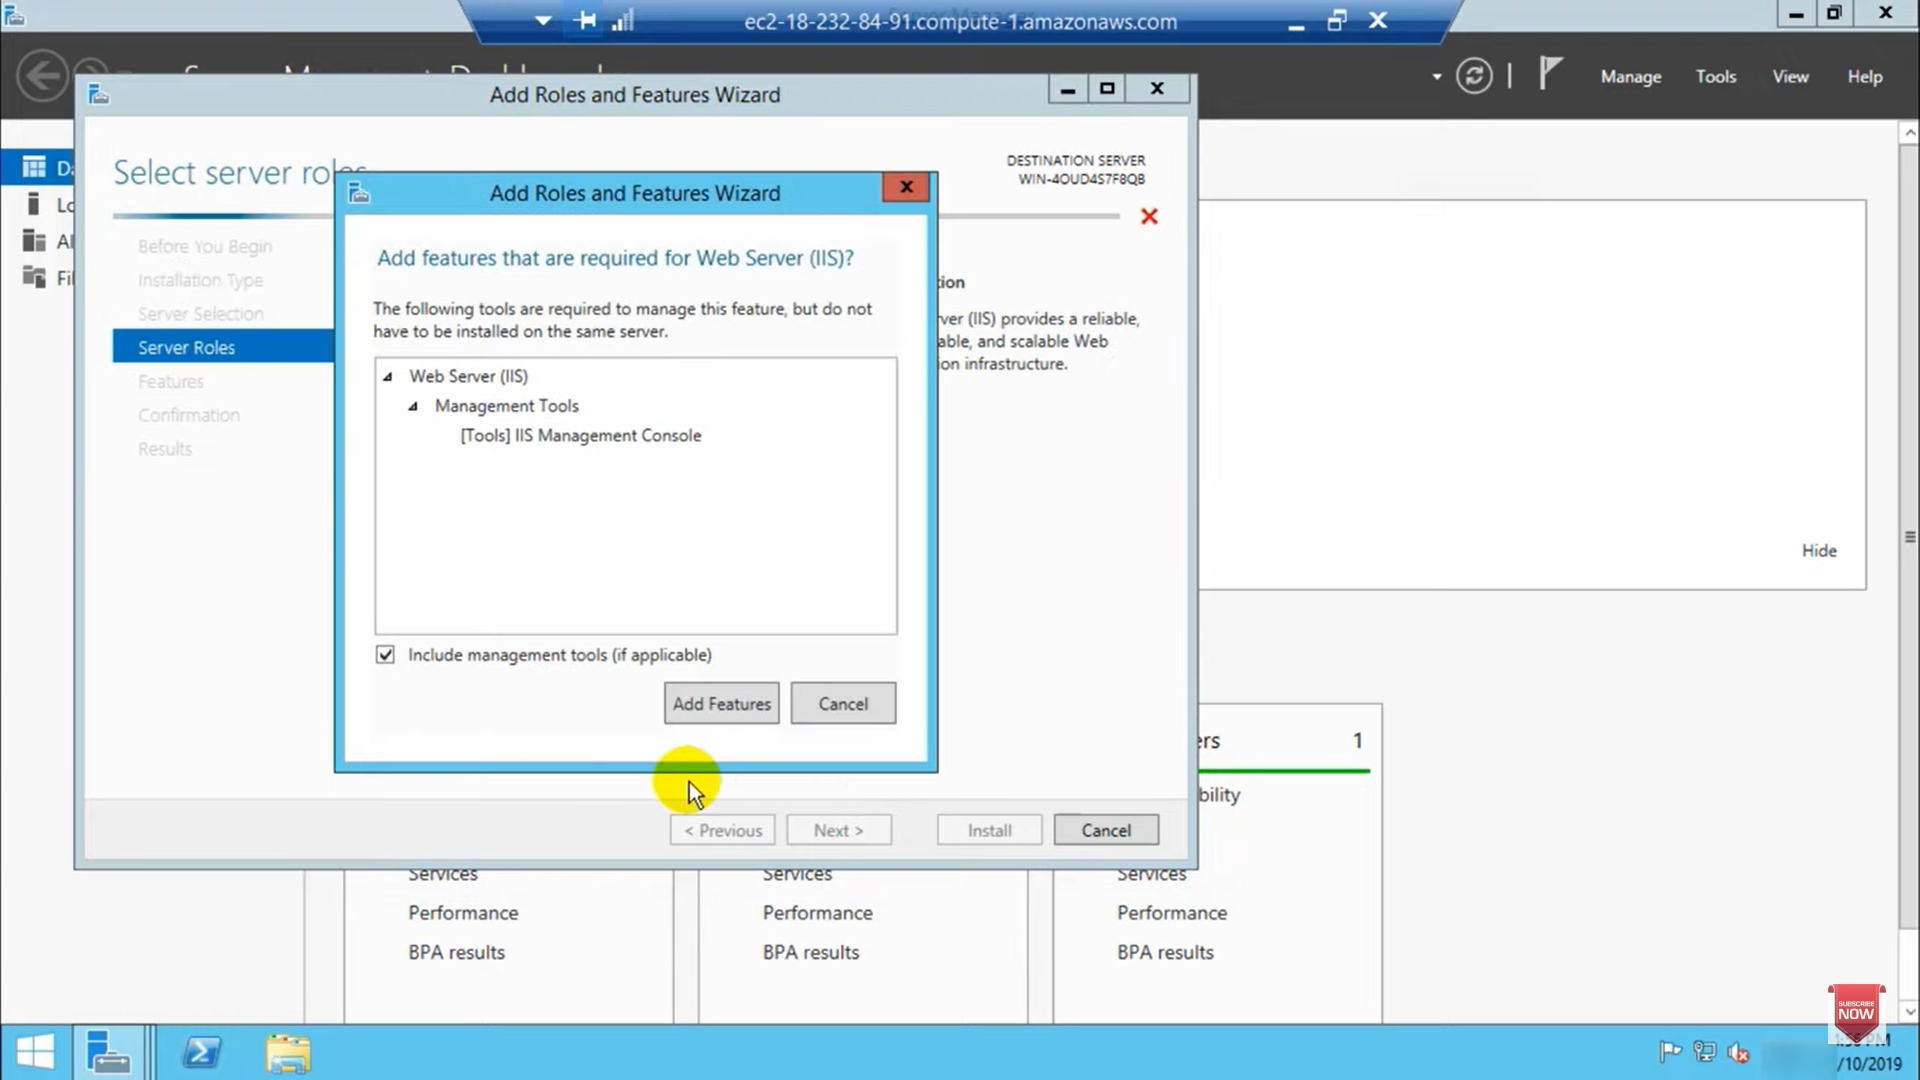 ec2-18-232-84-91.compute-1.amazonaws.com
Manage
Tools
View
Help
Add Roles and Features Wizard
Select server roles
DESTINATION SERVER
WIN-4OUD4S7F8QB
Before You Begin
Installation Type
Server Selection
Server Roles
Features
Confirmation
Results
Add Roles and Features Wizard
Add features that are required for Web Server (IIS)?
The following tools are required to manage this feature, but do not
have to be installed on the same server.
Web Server (IIS)
Management Tools
[Tools] IIS Management Console
Include management tools (if applicable)
Add Features
Cancel
tion
ver (IIS) provides a reliable,
able, and scalable Web
ion infrastructure.
Hide
< Previous
Next >
Install
Cancel
ers 1
bility
Services
Performance
BPA results
Services
Performance
BPA results
Services
Performance
BPA results
SUBSCRIBE
NOW
/10/2019